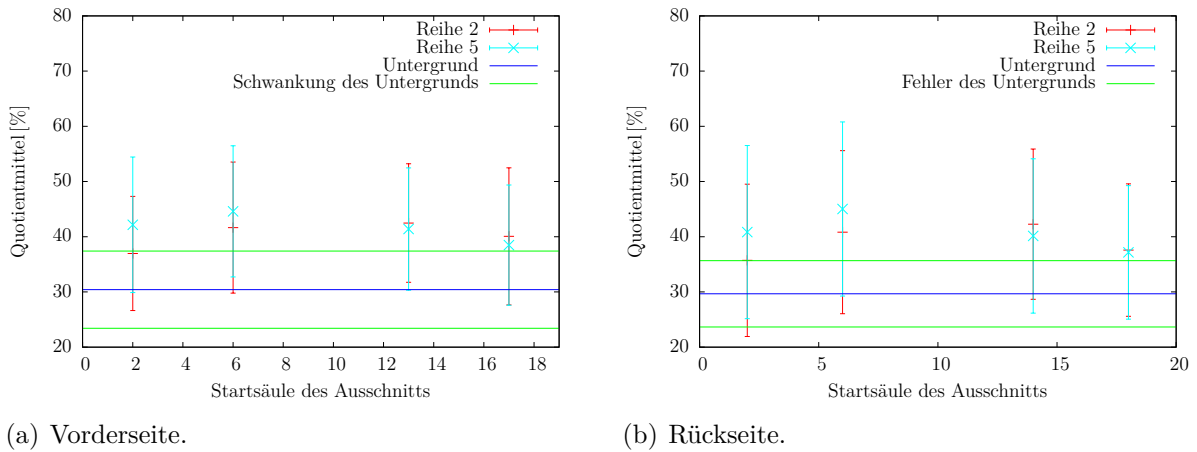 80
70
60
50
40
30
20
Quotientmittel [%]
Reihe 2
Reihe 5
Untergrund
Schwankung des Untergrunds
0 2 4 6 8 10 12 14 16 18
Startsäule des Ausschnitts
(a) Vorderseite.
80
70
60
50
40
30
20
Quotientmittel [%]
Reihe 2
Reihe 5
Untergrund
Fehler des Untergrunds
0 5 10 15 20
Startsäule des Ausschnitts
(b) Rückseite.